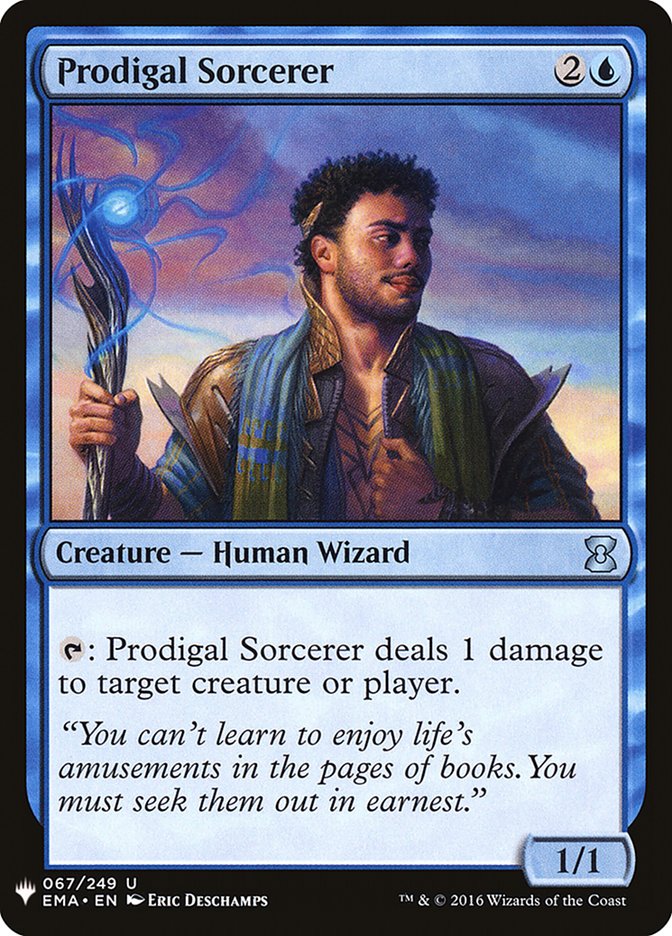 Prodigal Sorcerer 2
Creature — Human Wizard
: Prodigal Sorcerer deals 1 damage
to target creature or player.
“You can’t learn to enjoy life’s
amusements in the pages of books. You
must seek them out in earnest.”
1/1
067/249 U
EMA • EN Eric Deschamps
™ & © 2016 Wizards of the Coast